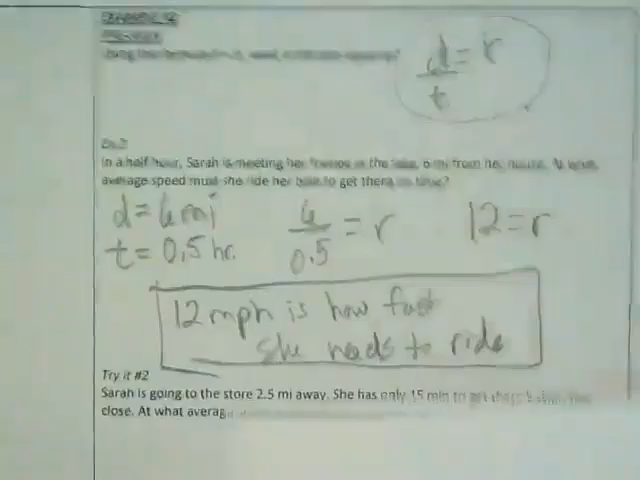 d/t = r
Ex 2
In a half hour, Sarah is meeting her friends at the lake, 6 mi from her house. At what
average speed must she ride her bike to get there on time?
d = 6 mi 6/0.5 = r 12 = r
t = 0.5 hr.
12 mph is how fast
she needs to ride
Try it #2
Sarah is going to the store 2.5 mi away. She has only 15 min to get there before
close. At what averag